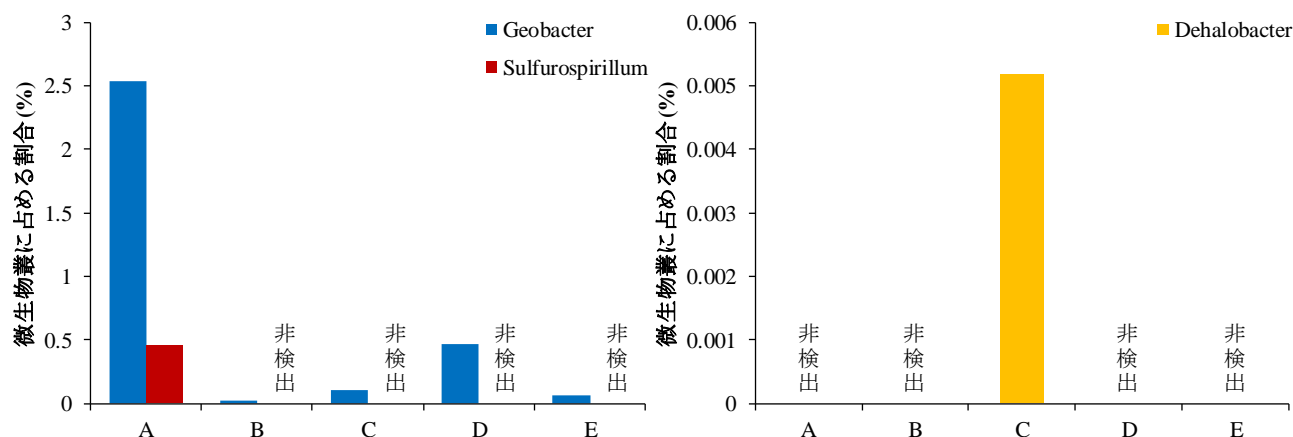 微生物叢に占める割合(%)
3
2.5
2
1.5
1
0.5
0
Geobacter
Sulfurospirillum
非検出
非検出
非検出
非検出
A
B
C
D
E
微生物叢に占める割合(%)
0.006
0.005
0.004
0.003
0.002
0.001
0
Dehalobacter
非検出
非検出
非検出
非検出
A
B
C
D
E